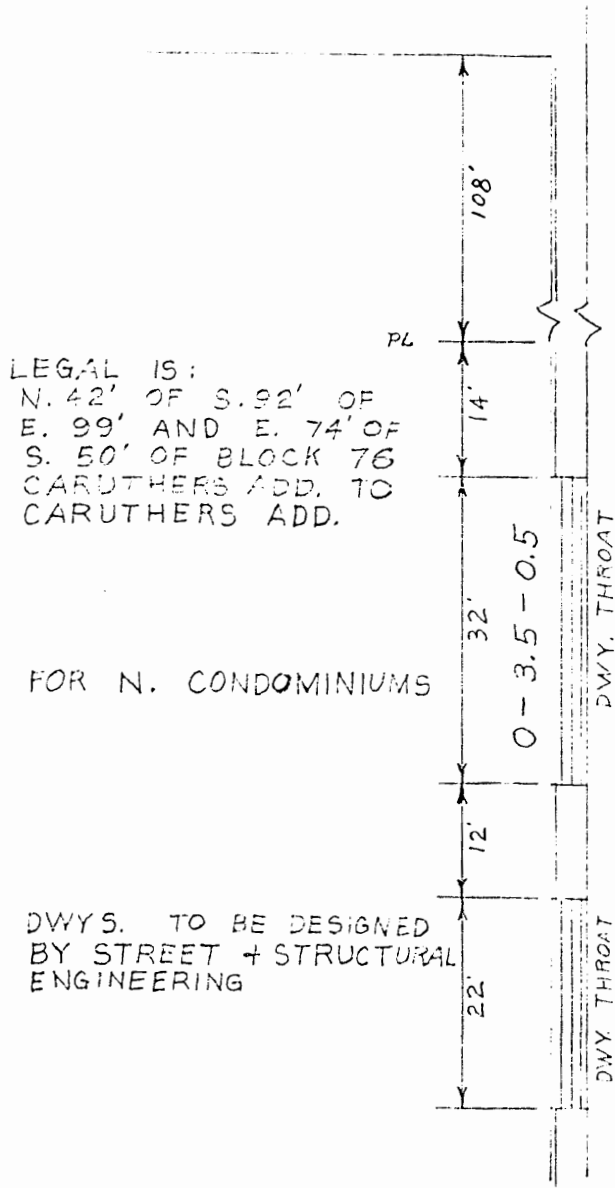 108'
PL
14'
LEGAL IS:
N. 42' OF S. 92' OF
E. 99' AND E. 74' OF
S. 50' OF BLOCK 76
CARUTHERS ADD. TO
CARUTHERS ADD.
32'
0-3.5-0.5
DWY. THROAT
FOR N. CONDOMINIUMS
12'
DWYS. TO BE DESIGNED
BY STREET + STRUCTURAL
ENGINEERING
22'
DWY. THROAT